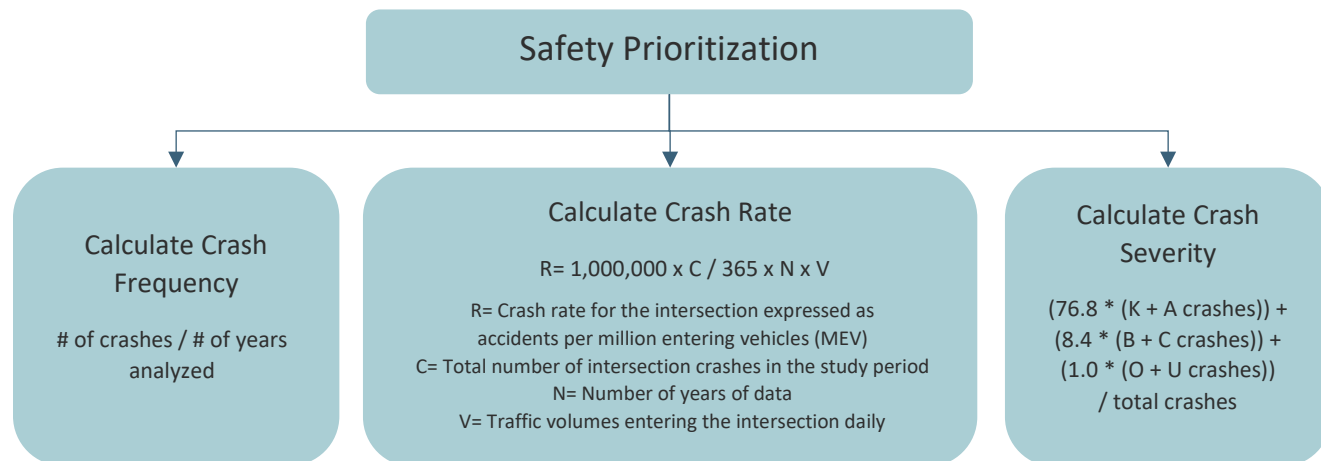 Safety Prioritization
Calculate Crash
Frequency
# of crashes / # of years
analyzed
Calculate Crash Rate
R= 1,000,000 x C / 365 x N x V
R= Crash rate for the intersection expressed as
accidents per million entering vehicles (MEV)
C= Total number of intersection crashes in the study period
N= Number of years of data
V= Traffic volumes entering the intersection daily
Calculate Crash
Severity
(76.8 * (K + A crashes)) +
(8.4 * (B + C crashes)) +
(1.0 * (O + U crashes))
/ total crashes